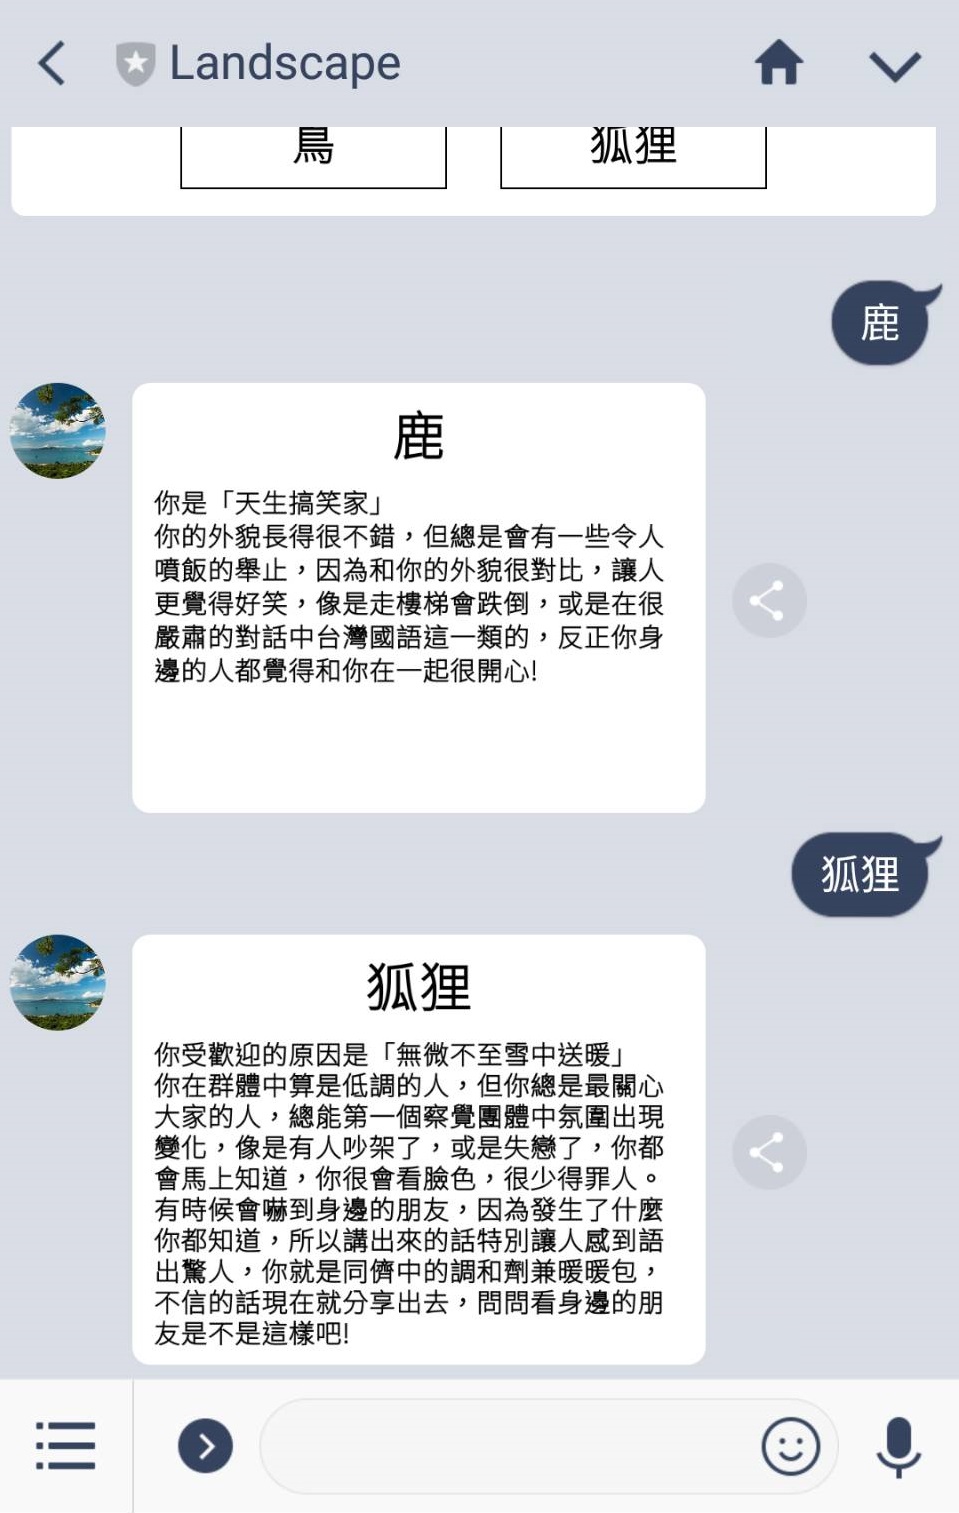 Landscape
鳥
狐狸
鹿
鹿
你是「天生搞笑家」
你的外貌長得很不錯，但總是會有一些令人
噴飯的舉止，因為和你的外貌很對比，讓人
更覺得好笑，像是走樓梯會跌倒，或是在很
嚴肅的對話中台灣國語這一類的，反正你身
邊的人都覺得和你在一起很開心!
狐狸
狐狸
你受歡迎的原因是「無微不至雪中送暖」
你在群體中算是低調的人，但你總是最關心
大家的人，總能第一個察覺團體中氛圍出現
變化，像是有人吵架了，或是失戀了，你都
會馬上知道，你很會看臉色，很少得罪人。
有時候會嚇到身邊的朋友，因為發生了什麼
你都知道，所以講出來的話特別讓人感到語
出驚人，你就是同儕中的調和劑兼暖暖包，
不信的話現在就分享出去，問問看身邊的朋
友是不是這樣吧!